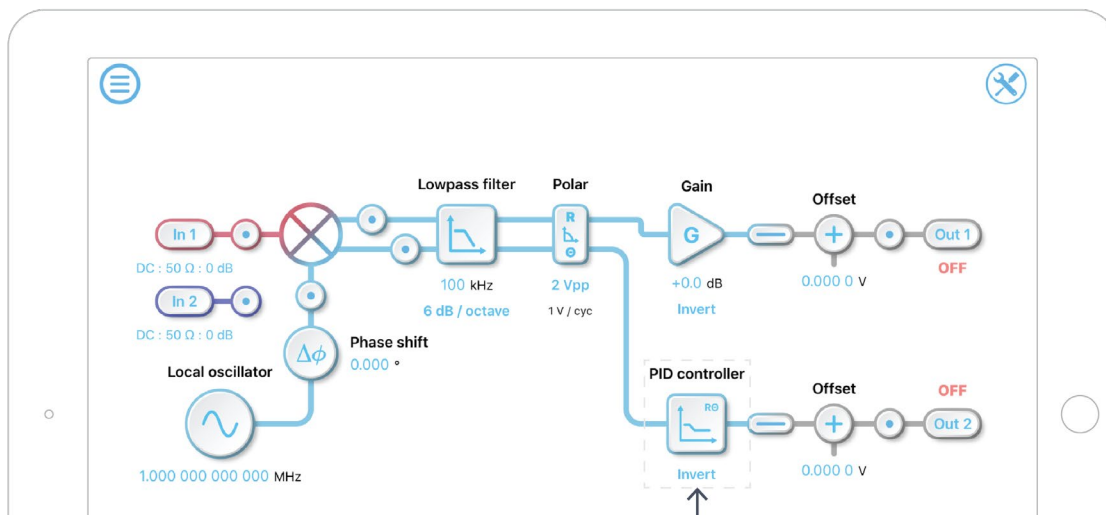 Lowpass filter
Polar
Gain
Offset
In 1
R
Θ
G
Out 1
DC : 50 Ω : 0 dB
OFF
100 kHz
2 Vpp
+0.0 dB
0.000 0 V
In 2
6 dB / octave
1 V / cyc
Invert
DC : 50 Ω : 0 dB
Δϕ
Phase shift
0.000 °
Local oscillator
PID controller
Offset
OFF
RΘ
Out 2
Invert
0.000 0 V
1.000 000 000 000 MHz